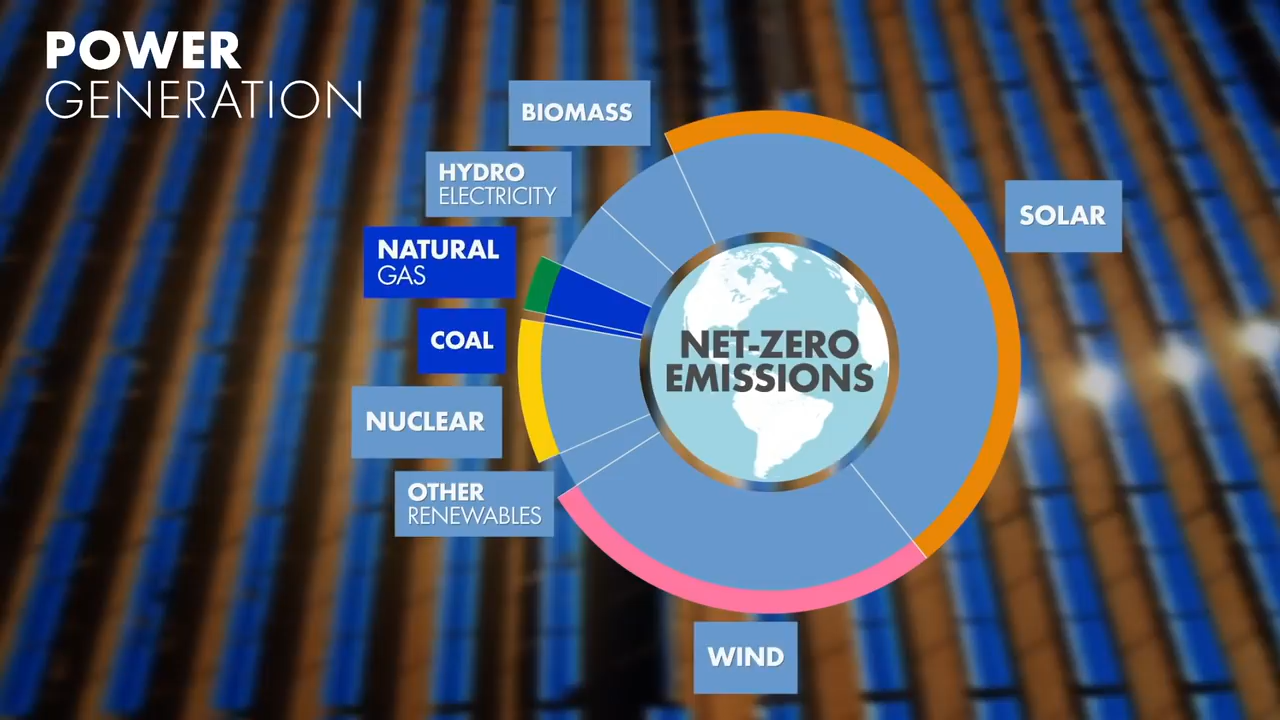 POWER
GENERATION
BIOMASS
HYDRO
ELECTRICITY
SOLAR
NATURAL
GAS
COAL
NET-ZERO
EMISSIONS
NUCLEAR
OTHER
RENEWABLES
WIND